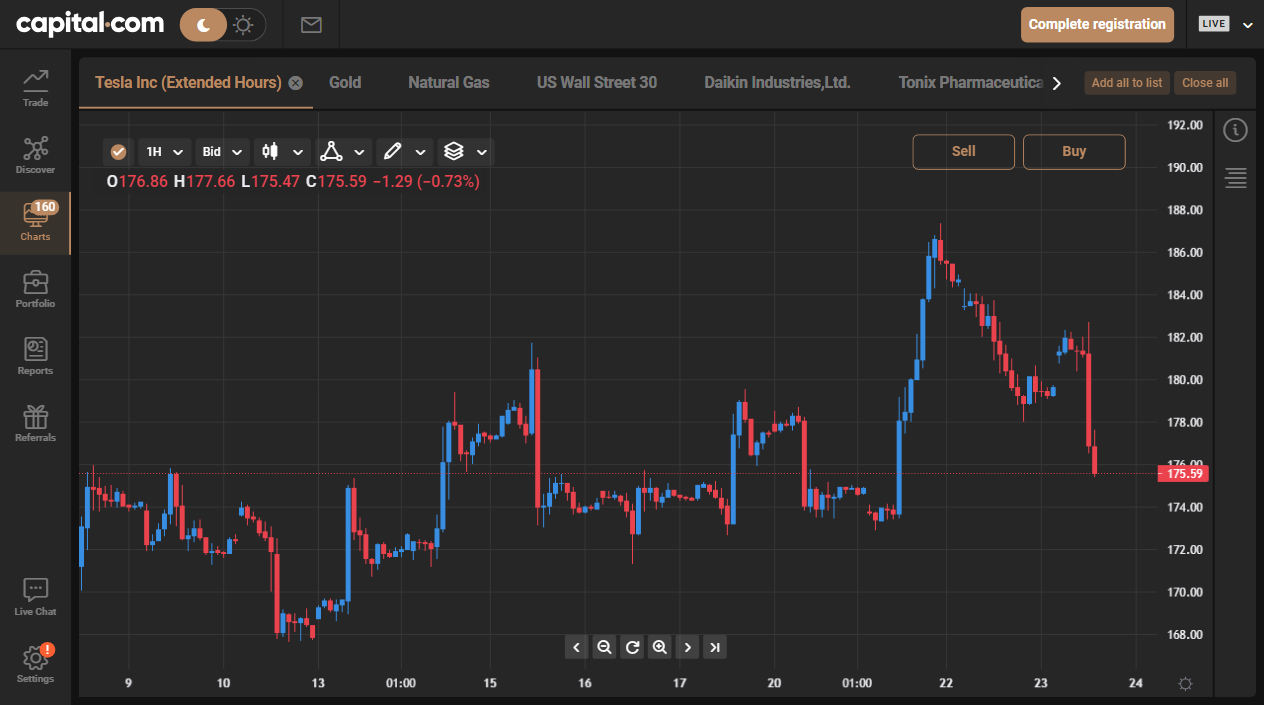 capital.com
Complete registration
LIVE
Tesla Inc (Extended Hours)
Gold
Natural Gas
US Wall Street 30
Daikin Industries,Ltd.
Tonix Pharmaceutica
Add all to list
Close all
Trade
Discover
160
Charts
Portfolio
Reports
Referrals
Live Chat
!
Settings
1H
Bid
Sell
Buy
O176.86 H177.66 L175.47 C175.59 −1.29 (−0.73%)
192.00
190.00
188.00
186.00
184.00
182.00
180.00
178.00
176.00
175.59
174.00
172.00
170.00
168.00
9 10 13 01:00 15 16 17 20 01:00 22 23 24